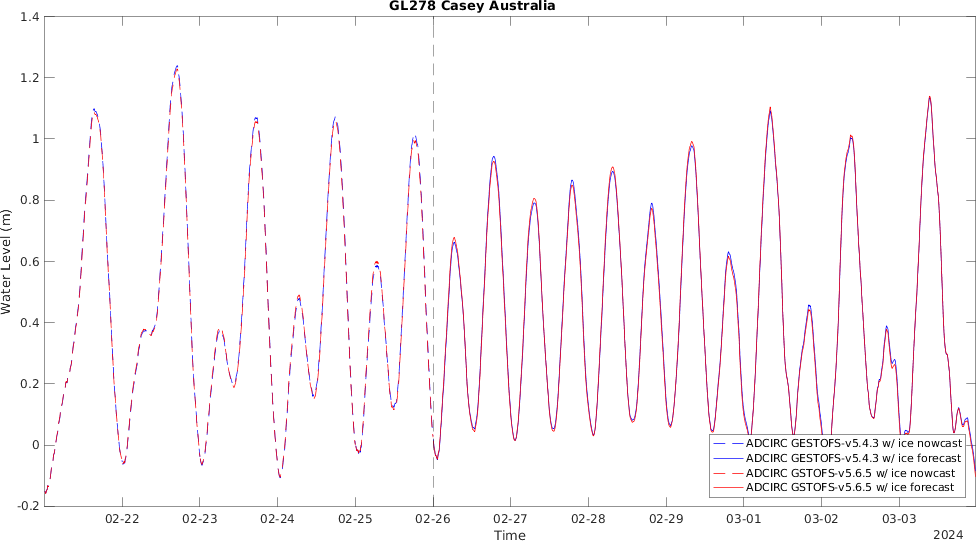 GL278 Casey Australia
1.4
1.2
1
0.8
0.6
0.4
0.2
0
-0.2
Water Level (m)
ADCIRC GESTOFS-v5.4.3 w/ ice nowcast
ADCIRC GESTOFS-v5.4.3 w/ ice forecast
ADCIRC GSTOFS-v5.6.5 w/ ice nowcast
ADCIRC GSTOFS-v5.6.5 w/ ice forecast
02-22 02-23 02-24 02-25 02-26 02-27 02-28 02-29 03-01 03-02 03-03
Time
2024